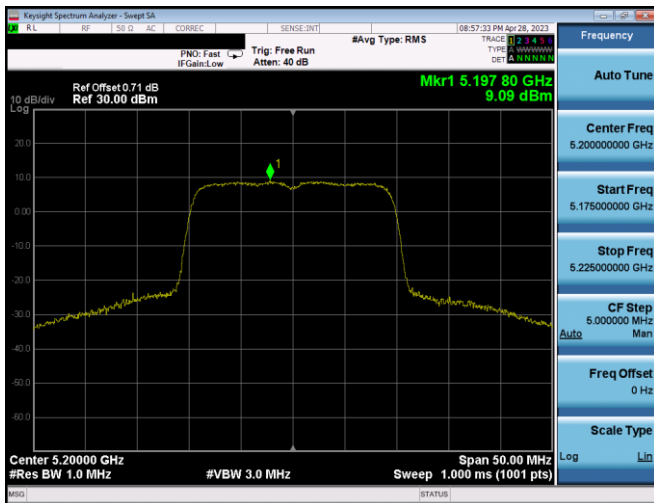 Keysight Spectrum Analyzer - Swept SA
RL RF 50 Ω AC CORREC SENSE:INT 08:57:33 PM Apr 28, 2023
#Avg Type: RMS
TRACE 1 2 3 4 5 6
TYPE A WWWWW
DET A N N N N N
PNO: Fast
IFGain:Low
Trig: Free Run
Atten: 40 dB
Mkr1 5.197 80 GHz
9.09 dBm
Ref Offset 0.71 dB
Ref 30.00 dBm
10 dB/div
Log
20.0
10.0
0.00
-10.0
-20.0
-30.0
-40.0
-50.0
-60.0
1
Center 5.20000 GHz
#Res BW 1.0 MHz
#VBW 3.0 MHz
Span 50.00 MHz
Sweep 1.000 ms (1001 pts)
MSG
STATUS
Frequency
Auto Tune
Center Freq
5.200000000 GHz
Start Freq
5.175000000 GHz
Stop Freq
5.225000000 GHz
CF Step
5.000000 MHz
Auto Man
Freq Offset
0 Hz
Scale Type
Log Lin